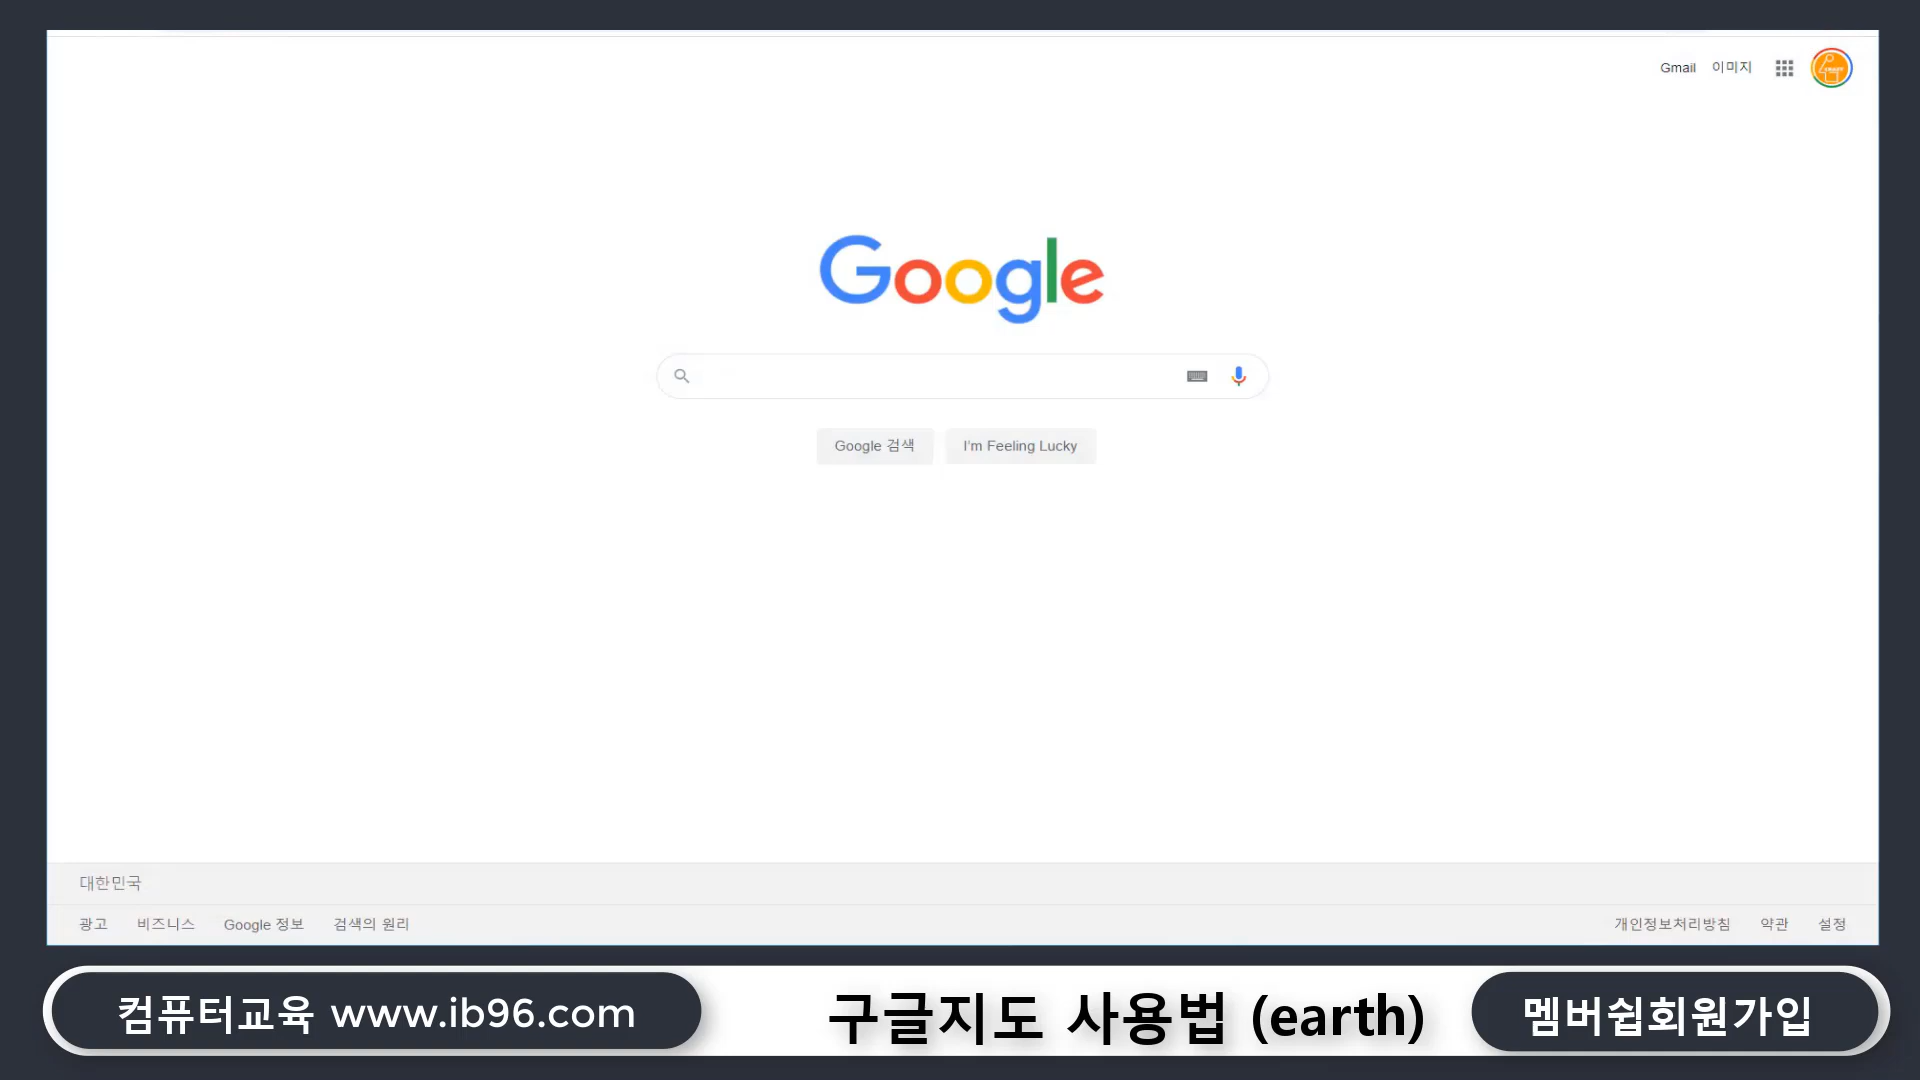 Gmail 이미지
Google
Google 검색 I'm Feeling Lucky
대한민국
광고 비즈니스 Google 정보 검색의 원리 개인정보처리방침 약관 설정
컴퓨터교육 www.ib96.com 구글지도 사용법 (earth) 멤버쉽회원가입